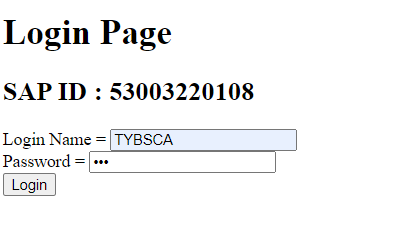 Login Page
SAP ID : 53003220108
Login Name = TYBSCA
Password = •••
Login